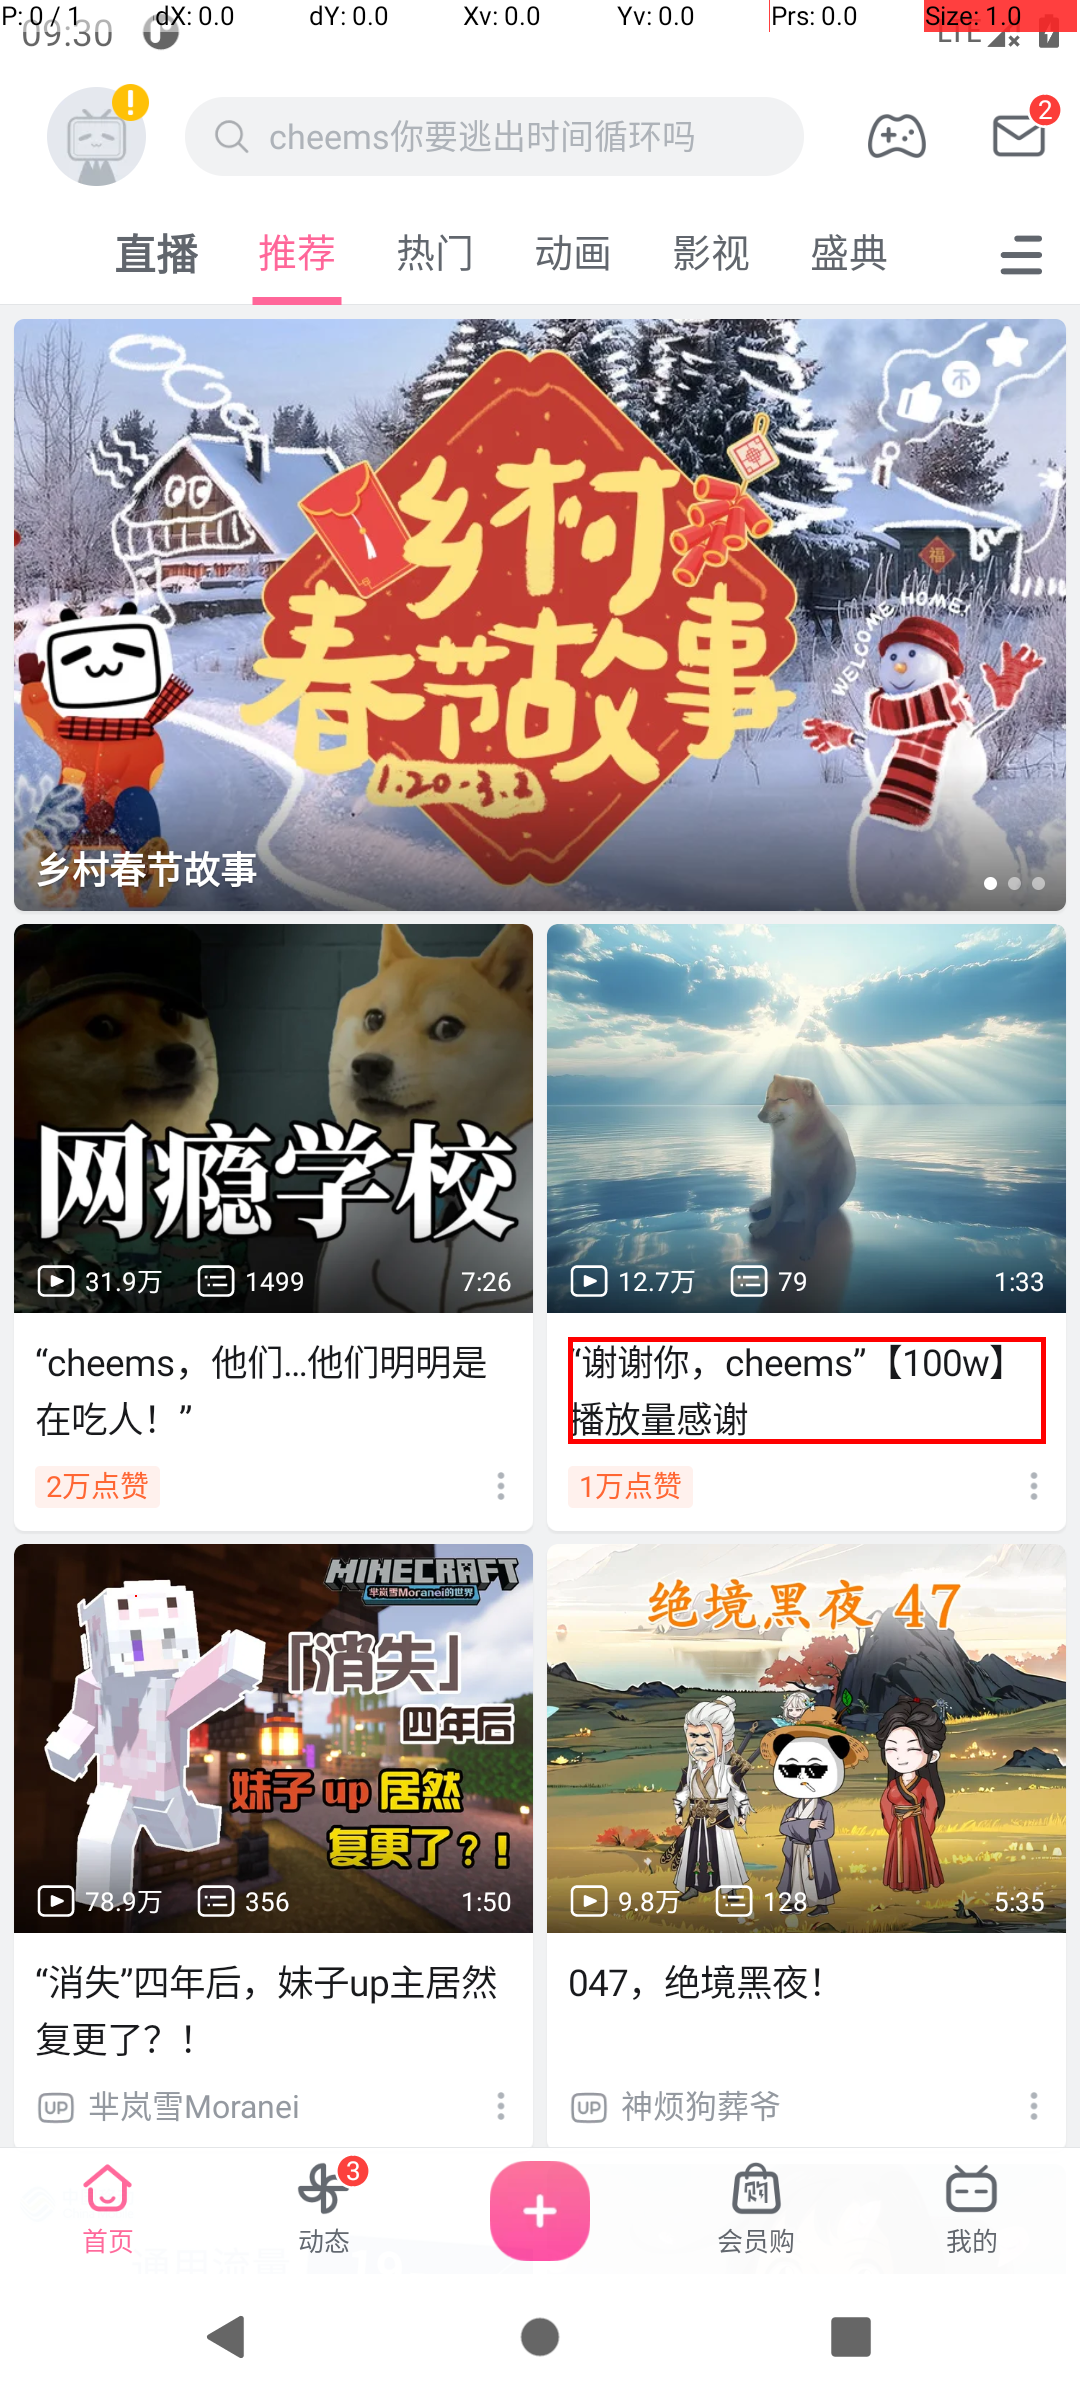 P: 0 / 1 dX: 0.0 dY: 0.0 Xv: 0.0 Yv: 0.0 Prs: 0.0 Size: 1.0
09:30 LTE
cheems你要逃出时间循环吗
2
直播 推荐 热门 动画 影视 盛典
乡村
春节故事
1.20-3.2
WELCOME HOME!
福
乡村春节故事
网瘾学校
31.9万 1499 7:26
12.7万 79 1:33
“cheems，他们...他们明明是
在吃人！”
2万点赞
“谢谢你，cheems”【100w】
播放量感谢
1万点赞
MINECRAFT
芈岚雪Moranei的世界
「消失」
四年后
妹子up居然
复更了？！
78.9万 356 1:50
绝境黑夜 47
9.8万 128 5:35
“消失”四年后，妹子up主居然
复更了？！
UP 芈岚雪Moranei
047，绝境黑夜！
UP 神烦狗葬爷
3
购
首页 动态 会员购 我的